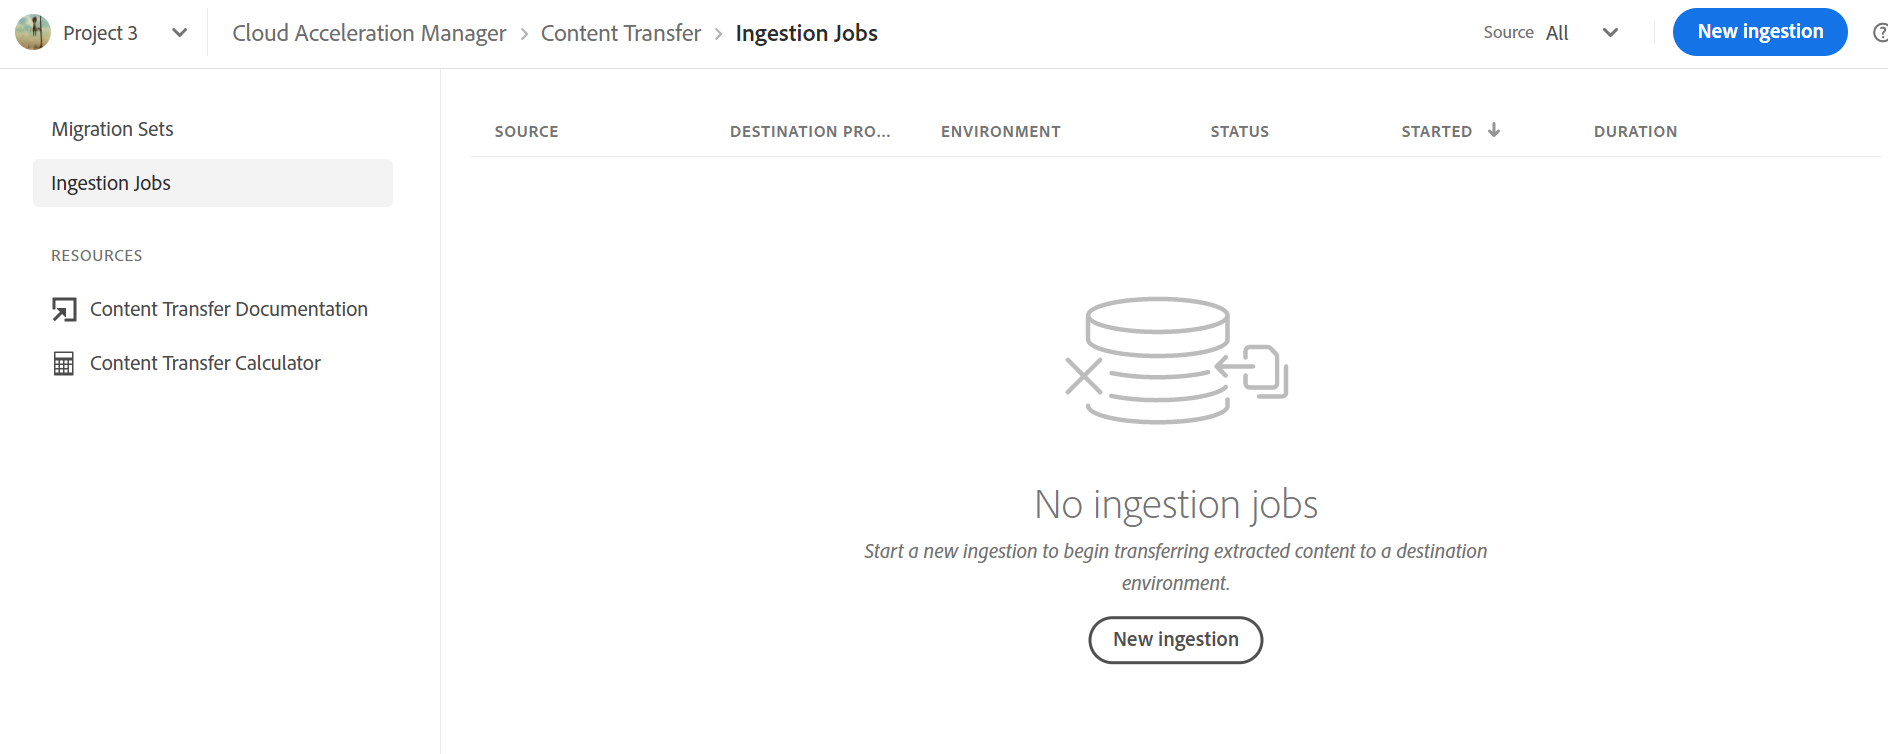 Project 3
Cloud Acceleration Manager > Content Transfer > Ingestion Jobs
Source All
New ingestion
Migration Sets
Ingestion Jobs
RESOURCES
Content Transfer Documentation
Content Transfer Calculator
SOURCE DESTINATION PRO... ENVIRONMENT STATUS STARTED DURATION
No ingestion jobs
Start a new ingestion to begin transferring extracted content to a destination
environment.
New ingestion